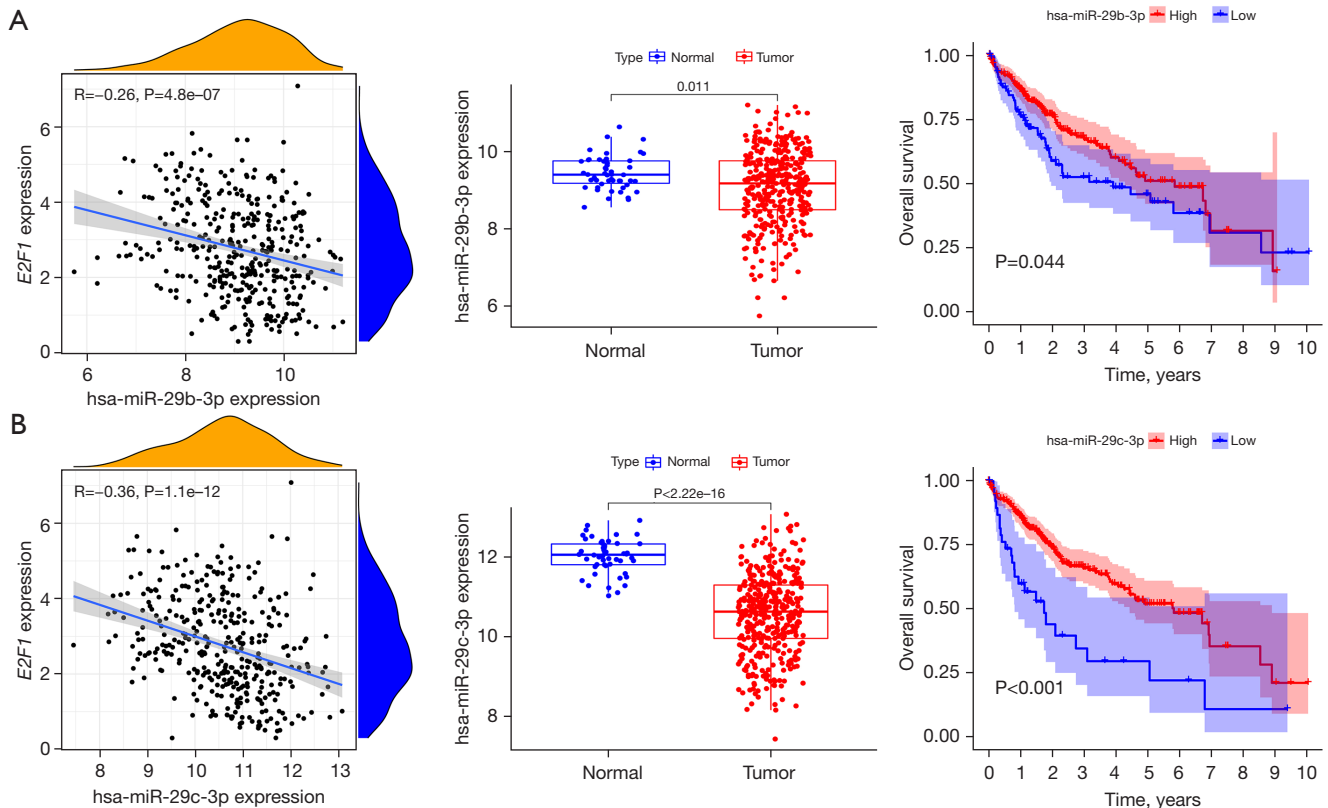 A
R=−0.26, P=4.8e−07
E2F1 expression
6
4
2
0
6 8 10
hsa-miR-29b-3p expression
Type Normal Tumor
0.011
hsa-miR-29b-3p expression
10
8
6
Normal Tumor
hsa-miR-29b-3p High Low
Overall survival
1.00
0.75
0.50
0.25
0.00
P=0.044
0 1 2 3 4 5 6 7 8 9 10
Time, years
B
R=−0.36, P=1.1e−12
E2F1 expression
6
4
2
0
8 9 10 11 12 13
hsa-miR-29c-3p expression
Type Normal Tumor
P<2.22e−16
hsa-miR-29c-3p expression
12
10
8
Normal Tumor
hsa-miR-29c-3p High Low
Overall survival
1.00
0.75
0.50
0.25
0.00
P<0.001
0 1 2 3 4 5 6 7 8 9 10
Time, years